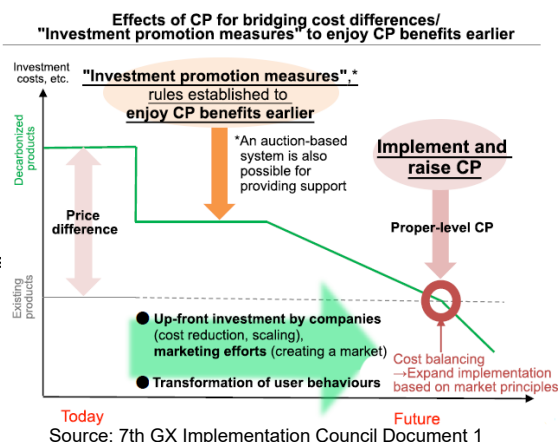 Effects of CP for bridging cost differences/
"Investment promotion measures" to enjoy CP benefits earlier
Investment
costs, etc.
"Investment promotion measures",*
rules established to
enjoy CP benefits earlier
*An auction-based
system is also
possible for
providing support
Implement and
raise CP
Decarbonized
products
Price
difference
Proper-level CP
Existing
products
● Up-front investment by companies
(cost reduction, scaling),
marketing efforts (creating a market)
● Transformation of user behaviours
Cost balancing
→Expand implementation
based on market principles
Today
Future
Source: 7th GX Implementation Council Document 1